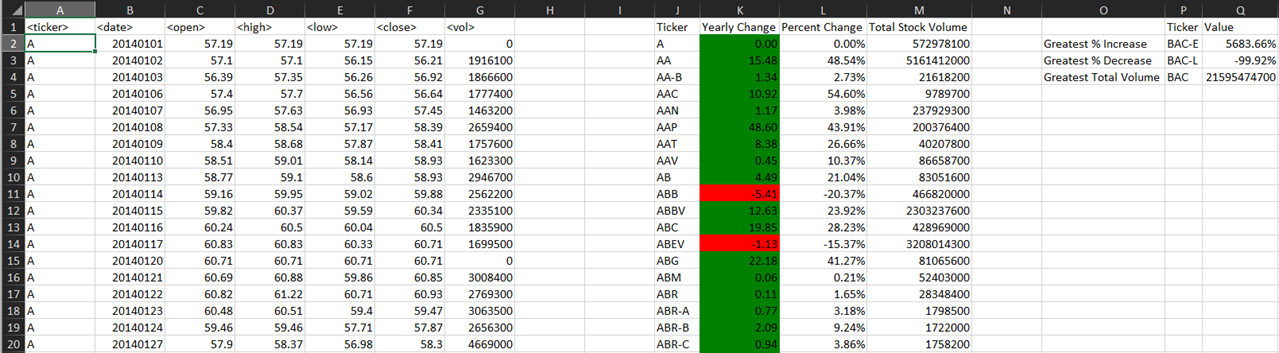 A B C D E F G H I J K L M N O P Q
1 <ticker> <date> <open> <high> <low> <close> <vol> Ticker Yearly Change Percent Change Total Stock Volume Ticker Value
2 A 20140101 57.19 57.19 57.19 57.19 0 A 0.00 0.00% 572978100 Greatest % Increase BAC-E 5683.66%
3 A 20140102 57.1 57.1 56.15 56.21 1916100 AA 15.48 48.54% 5161412000 Greatest % Decrease BAC-L -99.92%
4 A 20140103 56.39 57.35 56.26 56.92 1866600 AA-B 1.34 2.73% 21618200 Greatest Total Volume BAC 21595474700
5 A 20140106 57.4 57.7 56.56 56.64 1777400 AAC 10.92 54.60% 9789700
6 A 20140107 56.95 57.63 56.93 57.45 1463200 AAN 1.17 3.98% 237929300
7 A 20140108 57.33 58.54 57.17 58.39 2659400 AAP 48.60 43.91% 200376400
8 A 20140109 58.4 58.68 57.87 58.41 1757600 AAT 8.38 26.66% 40207800
9 A 20140110 58.51 59.01 58.14 58.93 1623300 AAV 0.45 10.37% 86658700
10 A 20140113 58.77 59.1 58.6 58.93 2946700 AB 4.49 21.04% 83051600
11 A 20140114 59.16 59.95 59.02 59.88 2562200 ABB -5.41 -20.37% 466820000
12 A 20140115 59.82 60.37 59.59 60.34 2335100 ABBV 12.63 23.92% 2303237600
13 A 20140116 60.24 60.5 60.04 60.5 1835900 ABC 19.85 28.23% 428969000
14 A 20140117 60.83 60.83 60.33 60.71 1699500 ABEV -1.13 -15.37% 3208014300
15 A 20140120 60.71 60.71 60.71 60.71 0 ABG 22.18 41.27% 81065600
16 A 20140121 60.69 60.88 59.86 60.85 3008400 ABM 0.06 0.21% 52403000
17 A 20140122 60.82 61.22 60.71 60.93 2769300 ABR 0.11 1.65% 28348400
18 A 20140123 60.48 60.51 59.4 59.47 3063500 ABR-A 0.77 3.18% 1798500
19 A 20140124 59.46 59.46 57.71 57.87 2656300 ABR-B 2.09 9.24% 1722000
20 A 20140127 57.9 58.37 56.98 58.3 4669000 ABR-C 0.94 3.86% 1758200